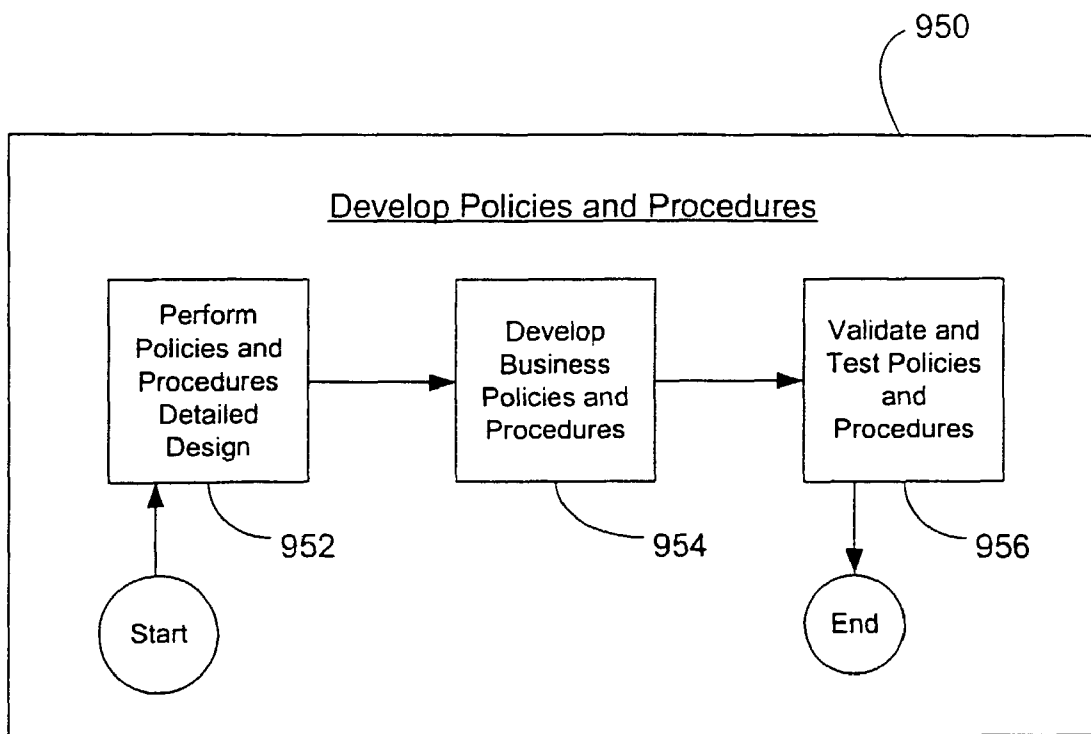 950
Develop Policies and Procedures
Perform
Policies and
Procedures
Detailed
Design
Develop
Business
Policies and
Procedures
Validate and
Test Policies
and
Procedures
952
954
956
Start
End